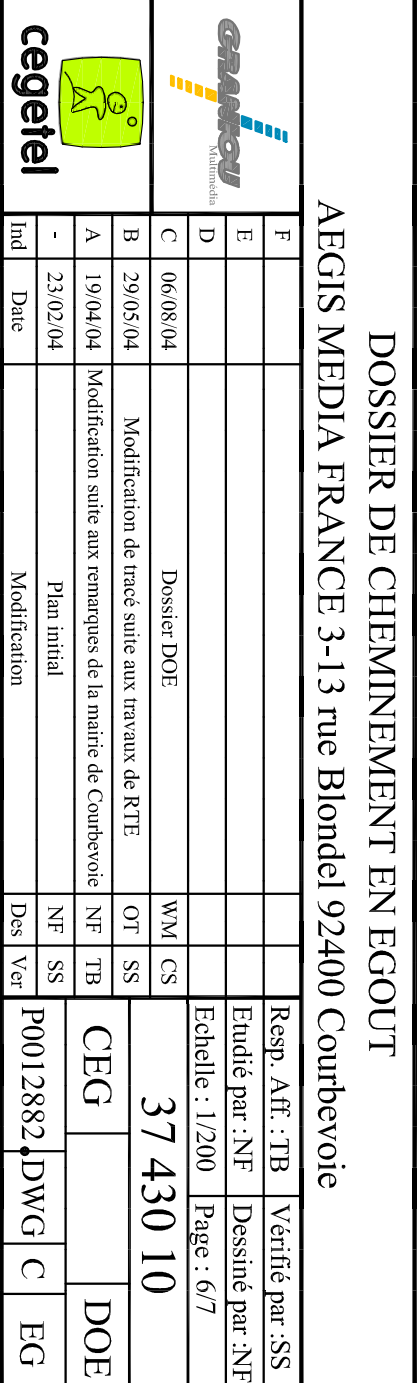 DOSSIER DE CHEMINEMENT EN EGOUT
AEGIS MEDIA FRANCE 3-13 rue Blondel 92400 Courbevoie
GRANIOU
Multimédia
cegetel
F
E
D
C 06/08/04 Dossier DOE WM CS
B 29/05/04 Modification de tracé suite aux travaux de RTE OT SS
A 19/04/04 Modification suite aux remarques de la mairie de Courbevoie NF TB
- 23/02/04 Plan initial NF SS
Ind Date Modification Des Ver
Resp. Aff. : TB Vérifié par :SS
Etudié par : NF Dessiné par :NF
Echelle : 1/200 Page : 6/7
37 430 10
CEG DOE
P0012882.DWG C EG